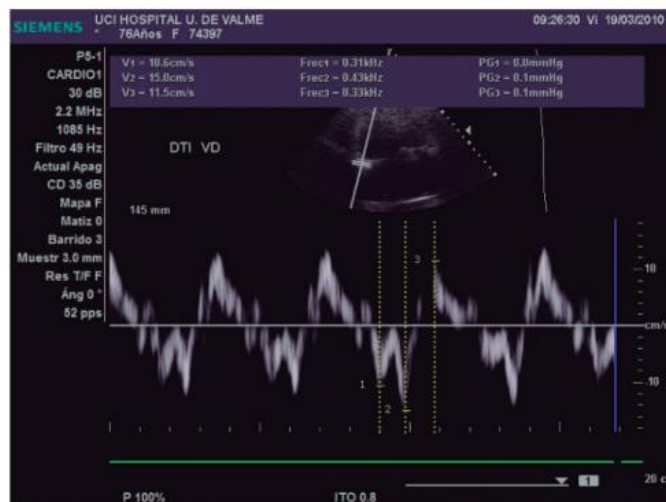 SIEMENS
UCI HOSPITAL U. DE VALME
09:26:30 Vi 19/03/2010
76Años F 74397
P5-1
CARDIO1
30 dB
2.2 MHz
1085 Hz
Filtro 49 Hz
Actual Apag
CD 35 dB
Mapa F
Matiz 0
Barrido 3
Muestr 3.0 mm
Res T/F F
Áng 0 °
52 pps
V1 = 10.6cm/s Frec1 = 0.31kHz PG1 = 0.0mmHg
V2 = 15.0cm/s Frec2 = 0.43kHz PG2 = 0.1mmHg
V3 = 11.5cm/s Frec3 = 0.33kHz PG3 = 0.1mmHg
DTI VD
145 mm
3
10
cm/s
1
10
2
20
1
P 100%
ITO 0.8